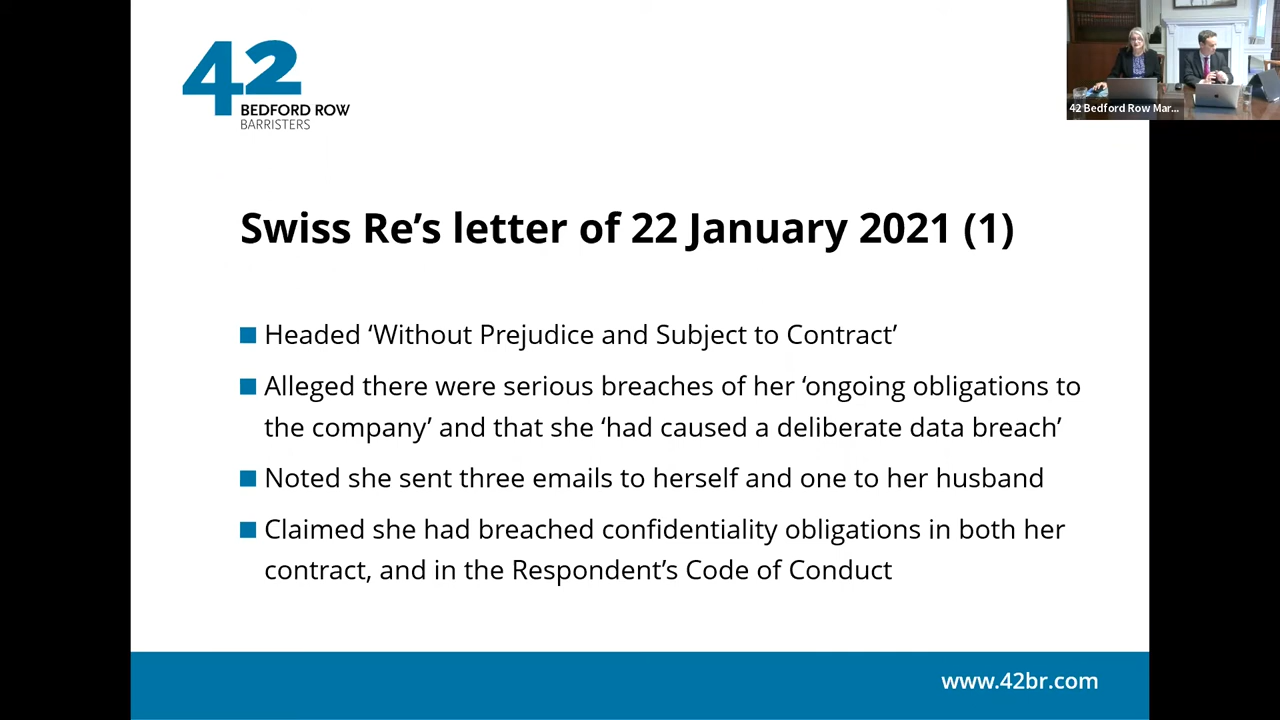 42
BEDFORD ROW
BARRISTERS
42 Bedford Row Mar...
Swiss Re’s letter of 22 January 2021 (1)
Headed ‘Without Prejudice and Subject to Contract’
Alleged there were serious breaches of her ‘ongoing obligations to
the company’ and that she ‘had caused a deliberate data breach’
Noted she sent three emails to herself and one to her husband
Claimed she had breached confidentiality obligations in both her
contract, and in the Respondent’s Code of Conduct
www.42br.com